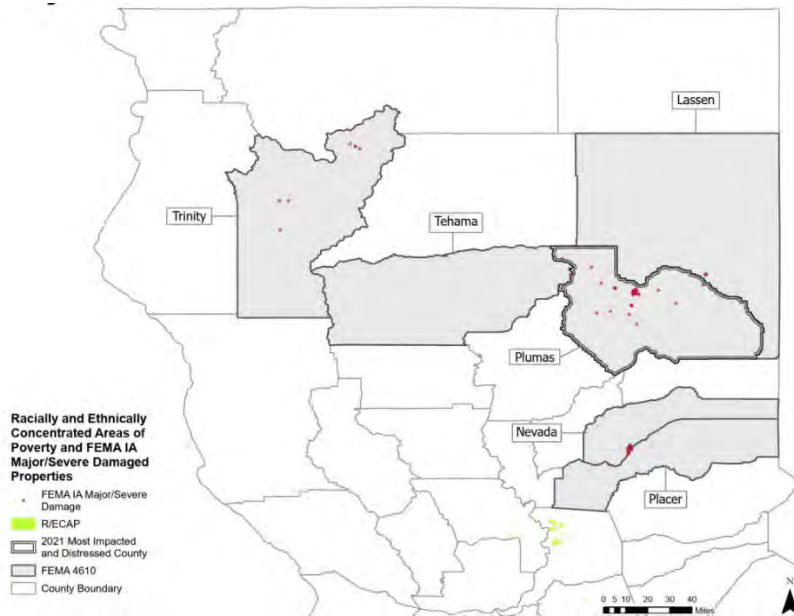 Lassen
Trinity
Tehama
Plumas
Nevada
Placer
Racially and Ethnically
Concentrated Areas of
Poverty and FEMA IA
Major/Severe Damaged
Properties
FEMA IA Major/Severe
Damage
R/ECAP
2021 Most Impacted
and Distressed County
FEMA 4610
County Boundary
0 5 10 20 30 40
Miles
N